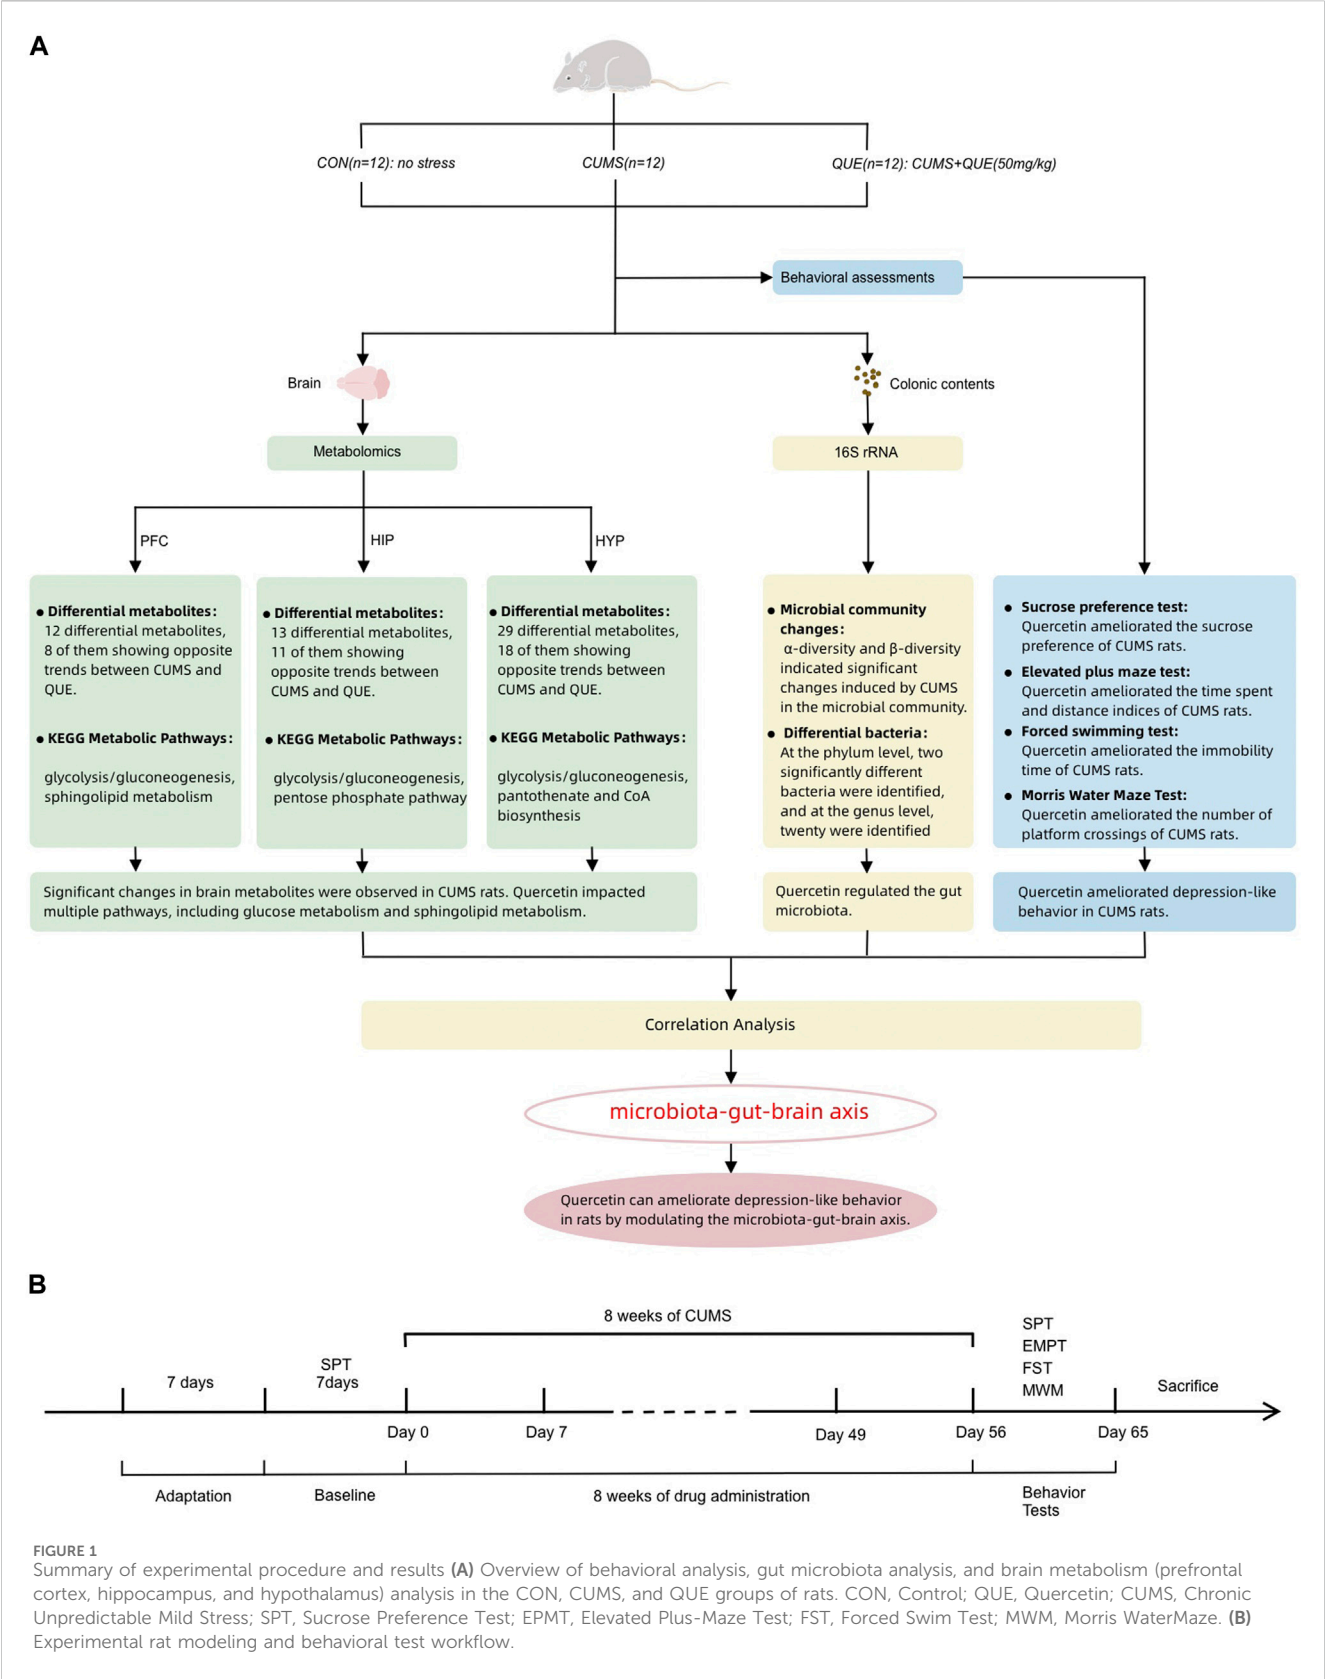 A
CON(n=12): no stress
CUMS(n=12)
QUE(n=12): CUMS+QUE(50mg/kg)
Behavioral assessments
Brain
Colonic contents
Metabolomics
16S rRNA
PFC
HIP
HYP
● Differential metabolites:
12 differential metabolites,
8 of them showing opposite
trends between CUMS and
QUE.
● KEGG Metabolic Pathways:
glycolysis/gluconeogenesis,
sphingolipid metabolism
● Differential metabolites:
13 differential metabolites,
11 of them showing
opposite trends between
CUMS and QUE.
● KEGG Metabolic Pathways:
glycolysis/gluconeogenesis,
pentose phosphate pathway
● Differential metabolites:
29 differential metabolites,
18 of them showing
opposite trends between
CUMS and QUE.
● KEGG Metabolic Pathways:
glycolysis/gluconeogenesis,
pantothenate and CoA
biosynthesis
● Microbial community
changes:
α-diversity and β-diversity
indicated significant
changes induced by CUMS
in the microbial community.
● Differential bacteria:
At the phylum level, two
significantly different
bacteria were identified,
and at the genus level,
twenty were identified
● Sucrose preference test:
Quercetin ameliorated the sucrose
preference of CUMS rats.
● Elevated plus maze test:
Quercetin ameliorated the time spent
and distance indices of CUMS rats.
● Forced swimming test:
Quercetin ameliorated the immobility
time of CUMS rats.
● Morris Water Maze Test:
Quercetin ameliorated the number of
platform crossings of CUMS rats.
Significant changes in brain metabolites were observed in CUMS rats. Quercetin impacted
multiple pathways, including glucose metabolism and sphingolipid metabolism.
Quercetin regulated the gut
microbiota.
Quercetin ameliorated depression-like
behavior in CUMS rats.
Correlation Analysis
microbiota-gut-brain axis
Quercetin can ameliorate depression-like behavior
in rats by modulating the microbiota-gut-brain axis.
B
8 weeks of CUMS
SPT
EMPT
FST
MWM
7 days
SPT
7days
Sacrifice
Day 0
Day 7
Day 49
Day 56
Day 65
Adaptation
Baseline
8 weeks of drug administration
Behavior
Tests
FIGURE 1
Summary of experimental procedure and results (A) Overview of behavioral analysis, gut microbiota analysis, and brain metabolism (prefrontal
cortex, hippocampus, and hypothalamus) analysis in the CON, CUMS, and QUE groups of rats. CON, Control; QUE, Quercetin; CUMS, Chronic
Unpredictable Mild Stress; SPT, Sucrose Preference Test; EPMT, Elevated Plus-Maze Test; FST, Forced Swim Test; MWM, Morris WaterMaze. (B)
Experimental rat modeling and behavioral test workflow.